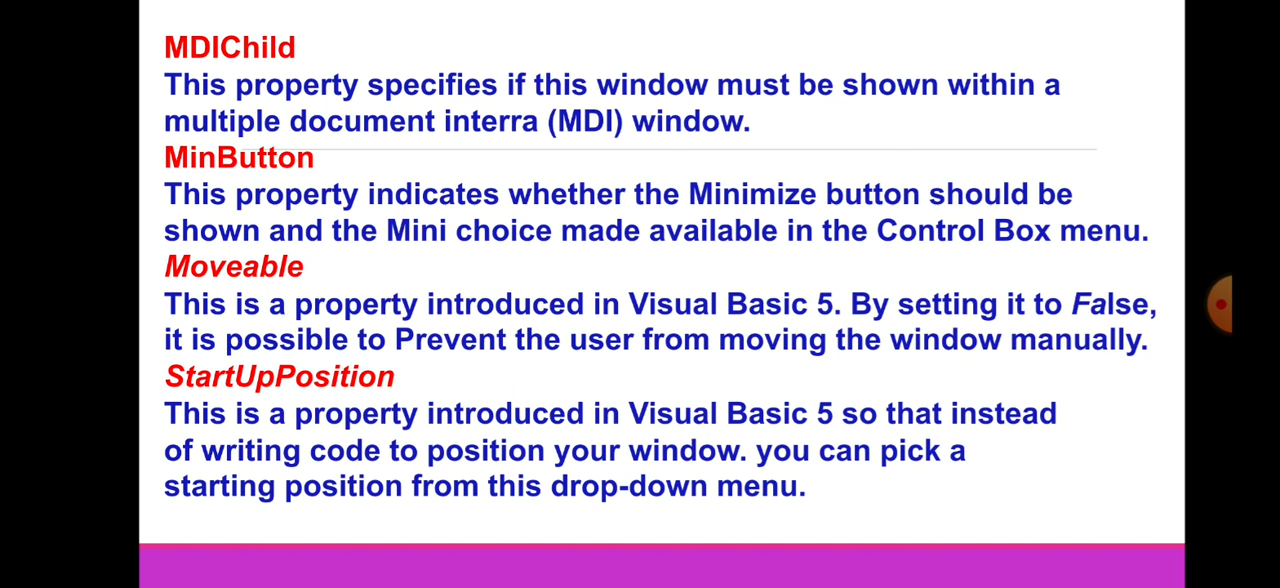 MDIChild
This property specifies if this window must be shown within a
multiple document interra (MDI) window.
MinButton
This property indicates whether the Minimize button should be
shown and the Mini choice made available in the Control Box menu.
Moveable
This is a property introduced in Visual Basic 5. By setting it to False,
it is possible to Prevent the user from moving the window manually.
StartUpPosition
This is a property introduced in Visual Basic 5 so that instead
of writing code to position your window. you can pick a
starting position from this drop-down menu.